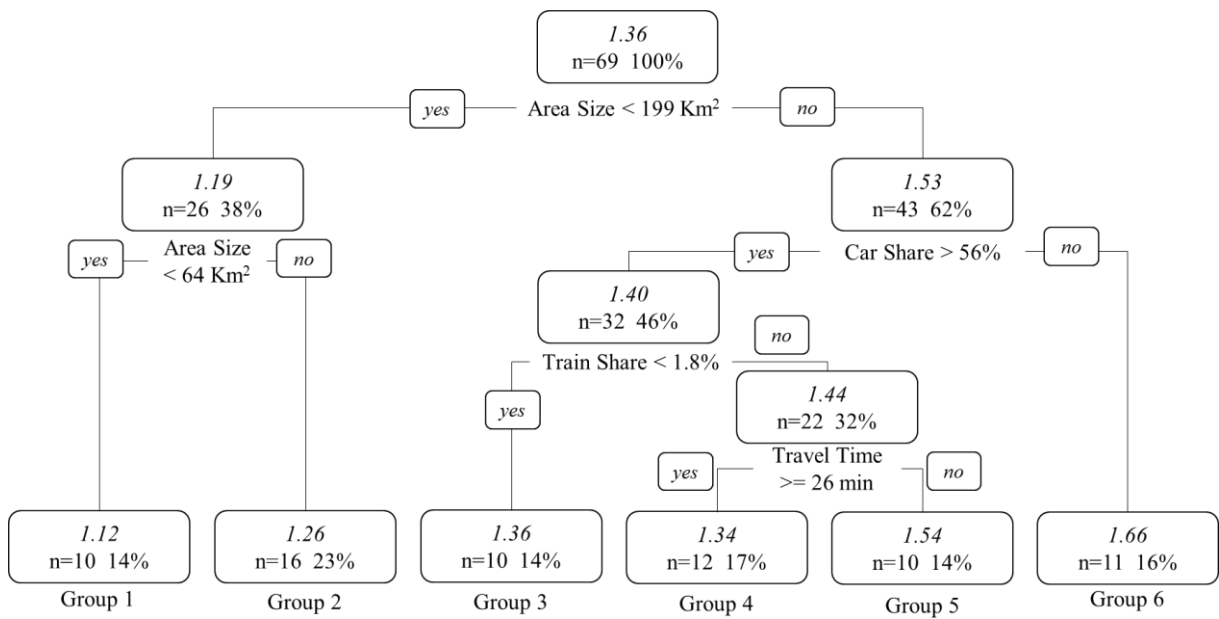 1.36
n=69 100%
yes
Area Size < 199 Km²
no
1.19
n=26 38%
1.53
n=43 62%
yes
Area Size
< 64 Km²
no
yes
Car Share > 56%
no
1.40
n=32 46%
Train Share < 1.8%
no
yes
1.44
n=22 32%
yes
Travel Time
>= 26 min
no
1.12
n=10 14%
Group 1
1.26
n=16 23%
Group 2
1.36
n=10 14%
Group 3
1.34
n=12 17%
Group 4
1.54
n=10 14%
Group 5
1.66
n=11 16%
Group 6